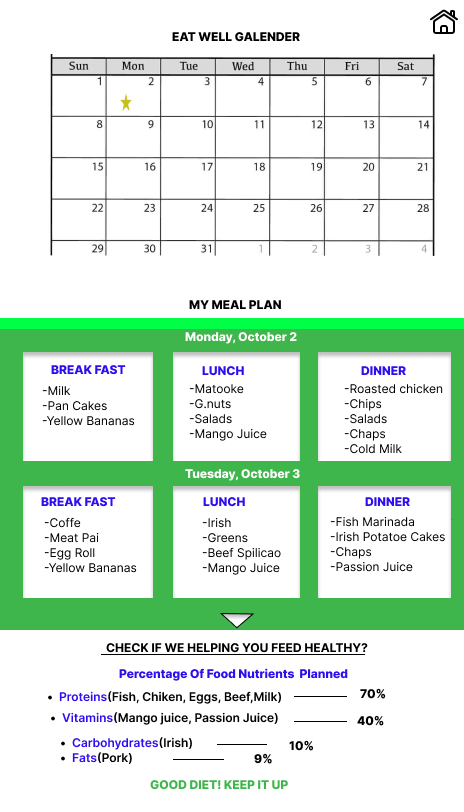 EAT WELL GALENDER
Sun Mon Tue Wed Thu Fri Sat
1 2 3 4 5 6 7
8 9 10 11 12 13 14
15 16 17 18 19 20 21
22 23 24 25 26 27 28
29 30 31 1 2 3 4
MY MEAL PLAN
Monday, October 2
BREAK FAST
-Milk
-Pan Cakes
-Yellow Bananas
LUNCH
-Matooke
-G.nuts
-Salads
-Mango Juice
DINNER
-Roasted chicken
-Chips
-Salads
-Chaps
-Cold Milk
Tuesday, October 3
BREAK FAST
-Coffe
-Meat Pai
-Egg Roll
-Yellow Bananas
LUNCH
-Irish
-Greens
-Beef Spilicao
-Mango Juice
DINNER
-Fish Marinada
-Irish Potatoe Cakes
-Chaps
-Passion Juice
CHECK IF WE HELPING YOU FEED HEALTHY?
Percentage Of Food Nutrients Planned
• Proteins(Fish, Chiken, Eggs, Beef,Milk) 70%
• Vitamins(Mango juice, Passion Juice) 40%
• Carbohydrates(Irish) 10%
• Fats(Pork) 9%
GOOD DIET! KEEP IT UP